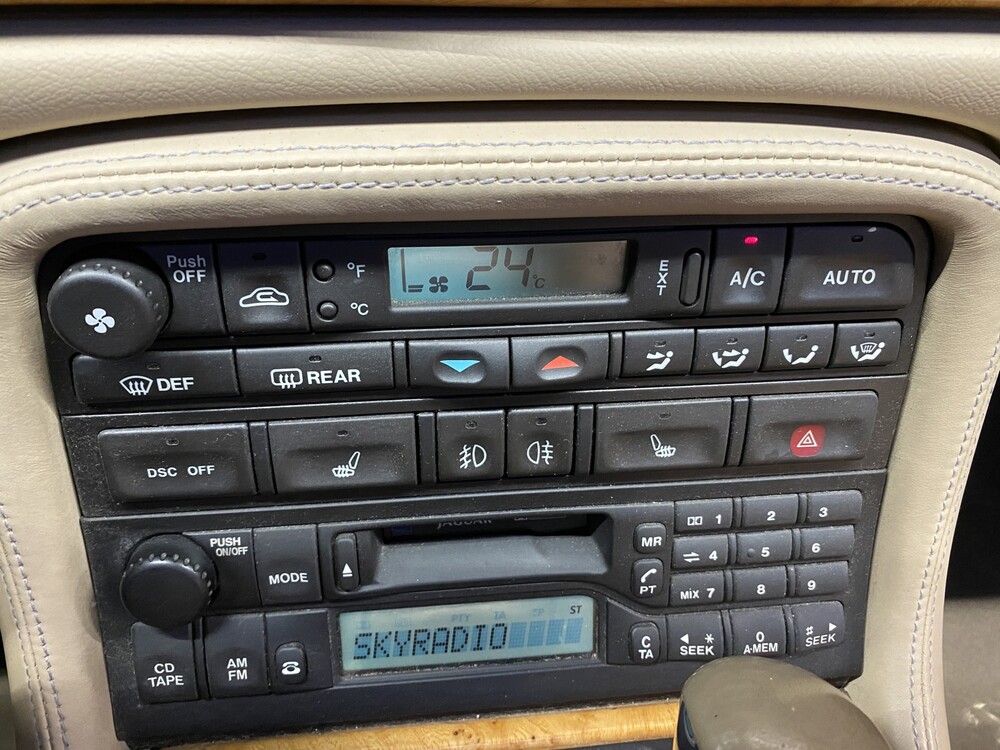 Push
OFF
°F
°C
24 °C
EXT
A/C
AUTO
DEF
REAR
DSC OFF
PUSH
ON/OFF
MODE
JAGUAR
MR
1
2
3
PT
4
5
6
MIX 7
8
9
PTY TA TP ST
SKYRADIO
CD
TAPE
AM
FM
C
TA
*
SEEK
0
A·MEM
#
SEEK